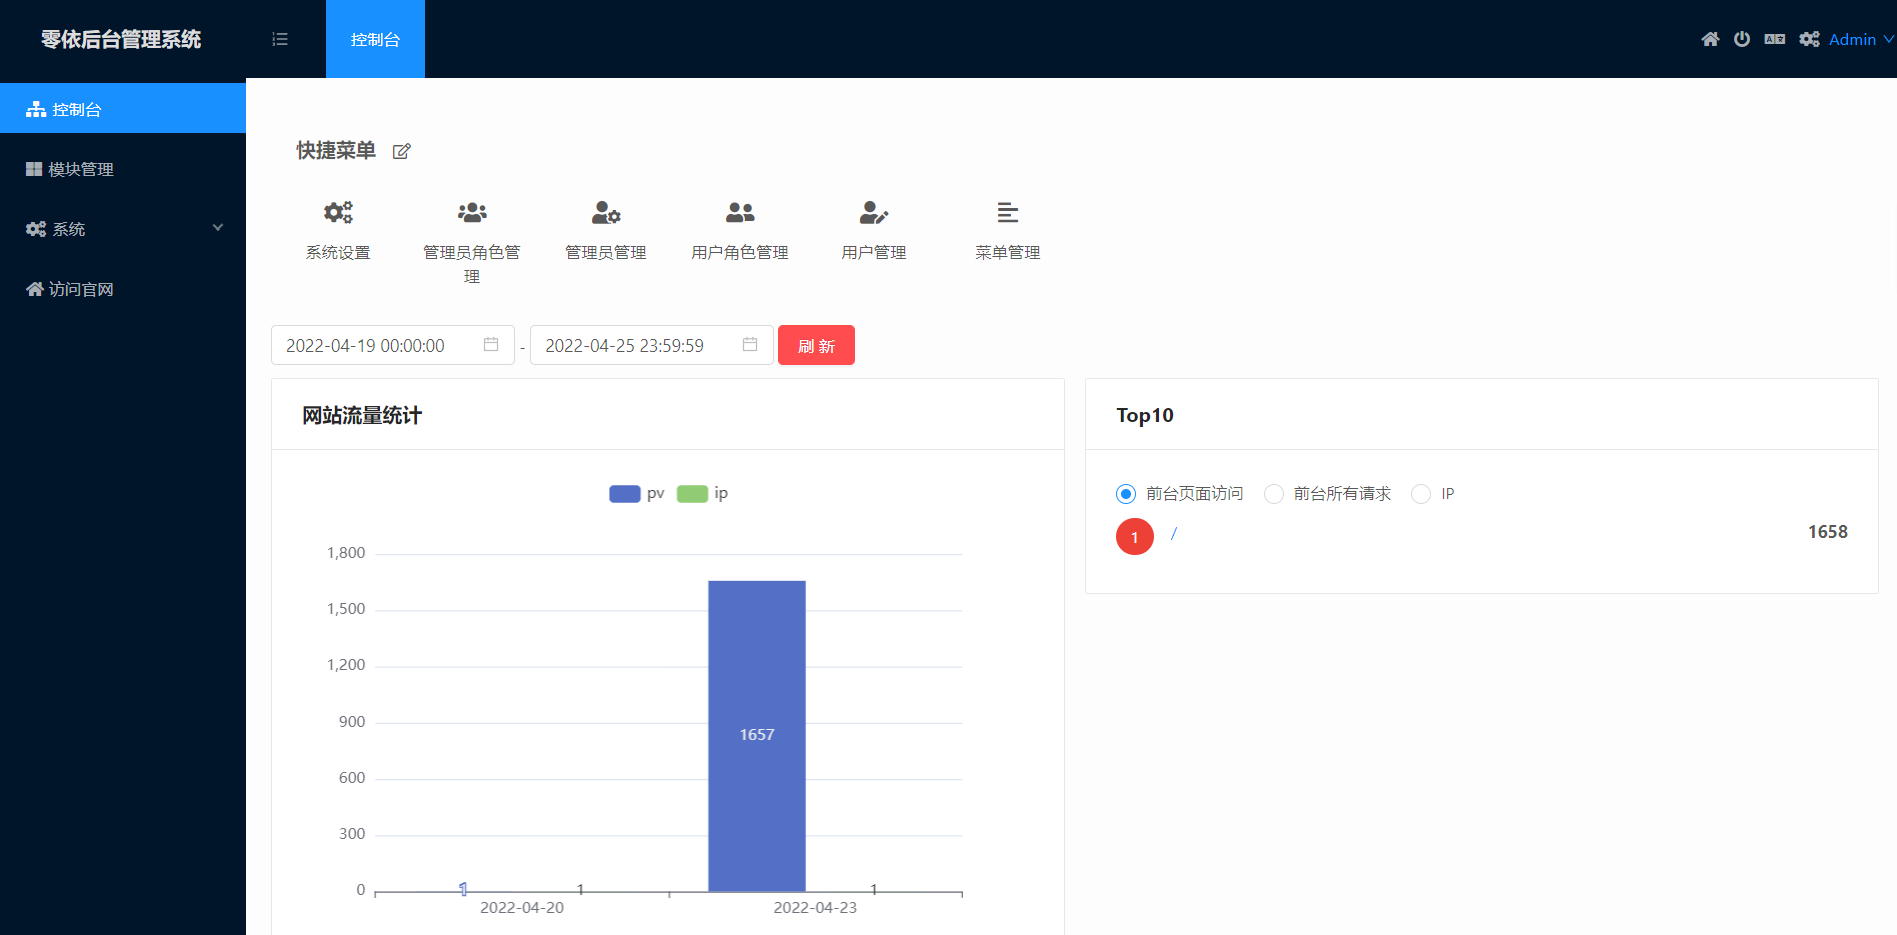 零依后台管理系统
控制台
Admin
控制台
模块管理
系统
访问官网
快捷菜单
系统设置
管理员角色管
理
管理员管理
用户角色管理
用户管理
菜单管理
2022-04-19 00:00:00 - 2022-04-25 23:59:59 刷 新
网站流量统计
pv ip
1,800
1,500
1,200
900
600
300
0
1657
1 1 1
2022-04-20 2022-04-23
Top10
前台页面访问 前台所有请求 IP
1 / 1658